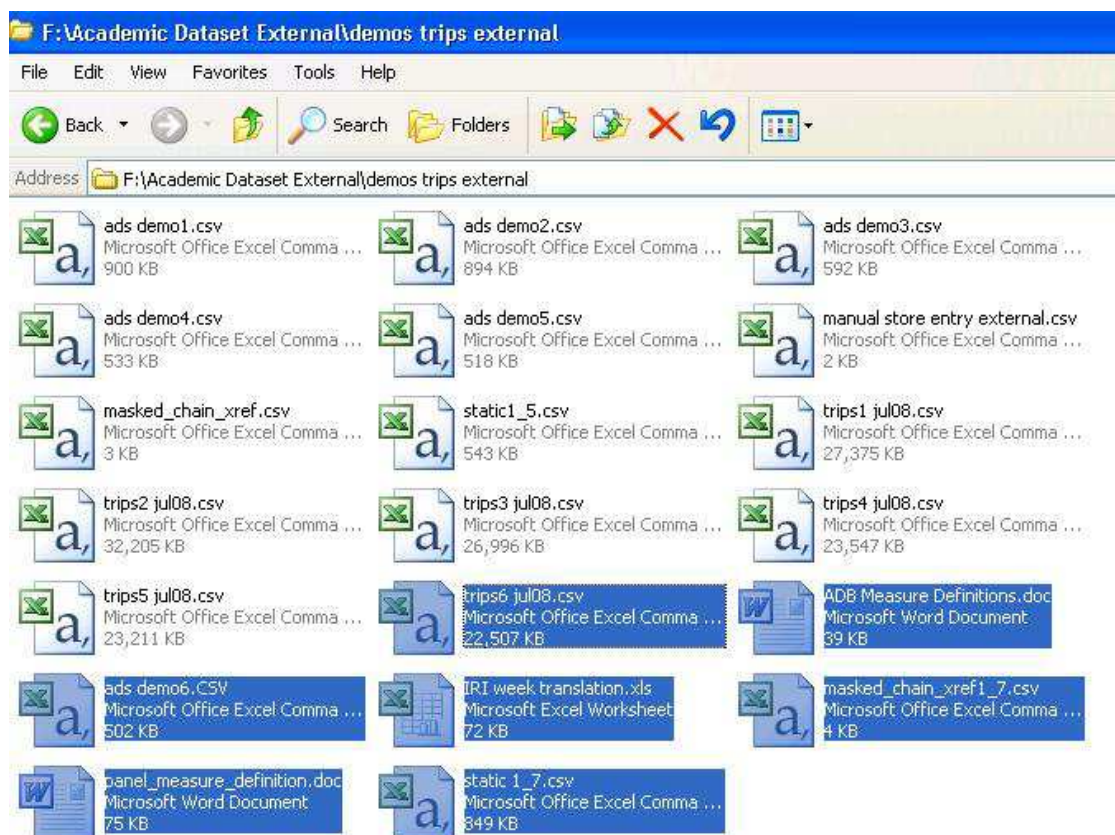 F:\Academic Dataset External\demos trips external
File Edit View Favorites Tools Help
Back Search Folders
Address F:\Academic Dataset External\demos trips external
ads demo1.csv
Microsoft Office Excel Comma ...
900 KB
ads demo2.csv
Microsoft Office Excel Comma ...
894 KB
ads demo3.csv
Microsoft Office Excel Comma ...
592 KB
ads demo4.csv
Microsoft Office Excel Comma ...
533 KB
ads demo5.csv
Microsoft Office Excel Comma ...
518 KB
manual store entry external.csv
Microsoft Office Excel Comma ...
2 KB
masked_chain_xref.csv
Microsoft Office Excel Comma ...
3 KB
static1_5.csv
Microsoft Office Excel Comma ...
543 KB
trips1 jul08.csv
Microsoft Office Excel Comma ...
27,375 KB
trips2 jul08.csv
Microsoft Office Excel Comma ...
32,205 KB
trips3 jul08.csv
Microsoft Office Excel Comma ...
26,996 KB
trips4 jul08.csv
Microsoft Office Excel Comma ...
23,547 KB
trips5 jul08.csv
Microsoft Office Excel Comma ...
23,211 KB
trips6 jul08.csv
Microsoft Office Excel Comma ...
22,507 KB
ADB Measure Definitions.doc
Microsoft Word Document
39 KB
ads demo6.CSV
Microsoft Office Excel Comma ...
502 KB
IRI week translation.xls
Microsoft Excel Worksheet
72 KB
masked_chain_xref1_7.csv
Microsoft Office Excel Comma ...
4 KB
panel_measure_definition.doc
Microsoft Word Document
75 KB
static 1_7.csv
Microsoft Office Excel Comma ...
849 KB